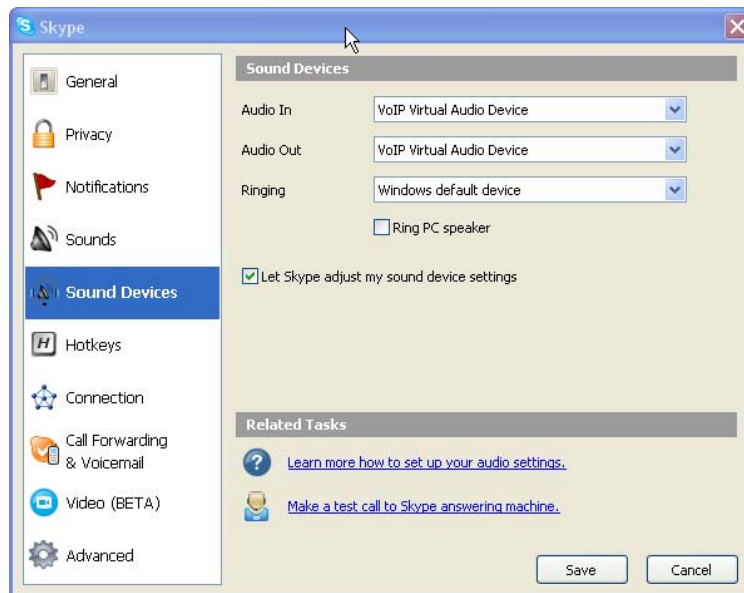 Skype
General
Privacy
Notifications
Sounds
Sound Devices
H Hotkeys
Connection
Call Forwarding
& Voicemail
Video (BETA)
Advanced
Sound Devices
Audio In VoIP Virtual Audio Device
Audio Out VoIP Virtual Audio Device
Ringing Windows default device
Ring PC speaker
Let Skype adjust my sound device settings
Related Tasks
? Learn more how to set up your audio settings.
Make a test call to Skype answering machine.
Save Cancel